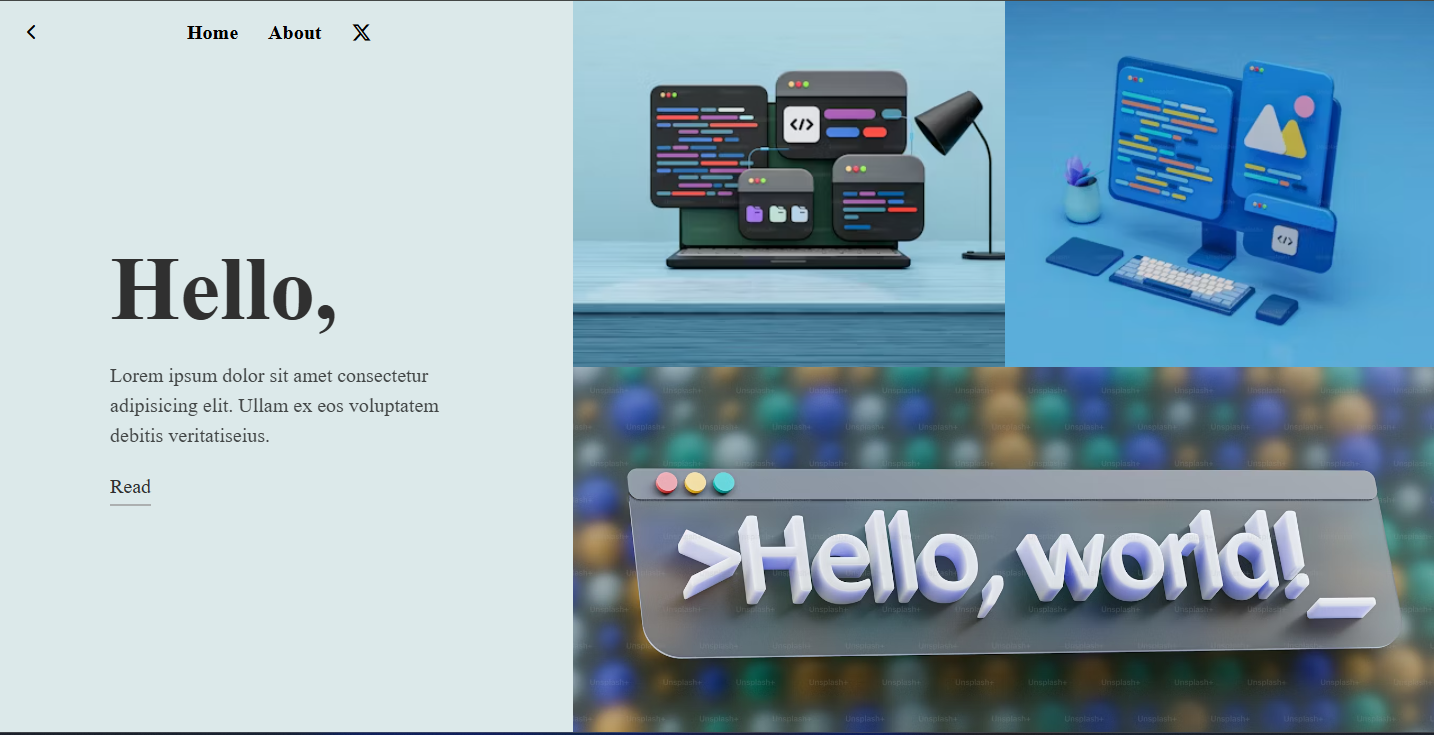 Home About X
Hello,
Lorem ipsum dolor sit amet consectetur
adipisicing elit. Ullam ex eos voluptatem
debitis veritatiseius.
Read
</>
</>
>Hello, world!_
Unsplash+